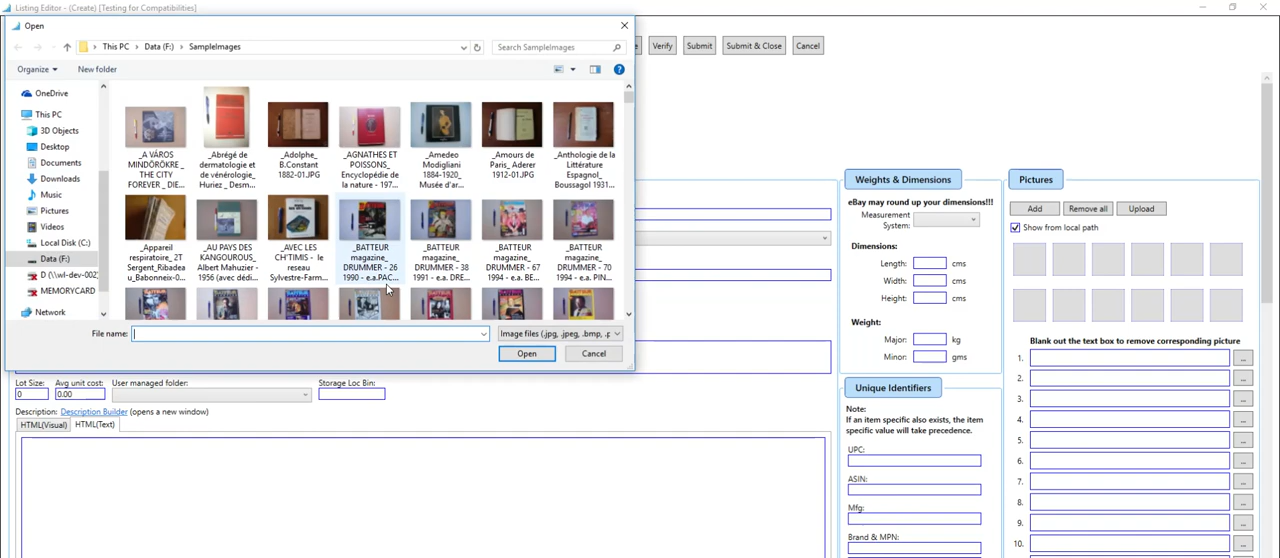 Listing Editor - (Create) [Testing for Compatibilities]
Open
This PC > Data (F:) > SampleImages
Search SampleImages
Organize
New folder
OneDrive
This PC
3D Objects
Desktop
Documents
Downloads
Music
Pictures
Videos
Local Disk (C:)
Data (F:)
D (\\wl-dev-002)
MEMORYCARD
Network
_A VÁROS MINDÖRÖKRE _ THE CITY FOREVER _ DIE...
_Abrégé de dermatologie et de vénérologie_ Huriez _ Desm...
_Adolphe_ B.Constant 1882-01.JPG
_AGNATHES ET POISSONS_ Encyclopédie de la nature - 197...
_Amedeo Modigliani 1884-1920_ Musée d'ar...
_Amours de Paris_ Aderer 1912-01.JPG
_Anthologie de la Littérature Espagnol_ Boussagol 1931...
_Appareil respiratoire_ 2T Sergent_Ribadea u_Babonneix-0...
_AU PAYS DES KANGOUROUS_ Albert Mahuzier - 1956 (avec dédi...
_AVEC LES CH'TIMIS - le reseau Sylvestre-Farm...
_BATTEUR magazine_ DRUMMER - 26 1990 - e.a.PAC...
_BATTEUR magazine_ DRUMMER - 38 1991 - e.a. DRE...
_BATTEUR magazine_ DRUMMER - 67 1994 - e.a. BE...
_BATTEUR magazine_ DRUMMER - 70 1994 - e.a. PIN...
File name:
Image files (.jpg, .jpeg, .bmp, .p
Open
Cancel
Verify
Submit
Submit & Close
Cancel
Lot Size:
0
Avg unit cost:
0.00
User managed folder:
Storage Loc Bin:
Description: Description Builder (opens a new window)
HTML(Visual)
HTML(Text)
Weights & Dimensions
eBay may round up your dimensions!!!
Measurement System:
Dimensions:
Length: cms
Width: cms
Height: cms
Weight:
Major: kg
Minor: gms
Unique Identifiers
Note:
If an item specific also exists, the item
specific value will take precedence.
UPC:
ASIN:
Mfg:
Brand & MPN:
Pictures
Add
Remove all
Upload
Show from local path
Blank out the text box to remove corresponding picture
1. ...
2. ...
3. ...
4. ...
5. ...
6. ...
7. ...
8. ...
9. ...
10. ...